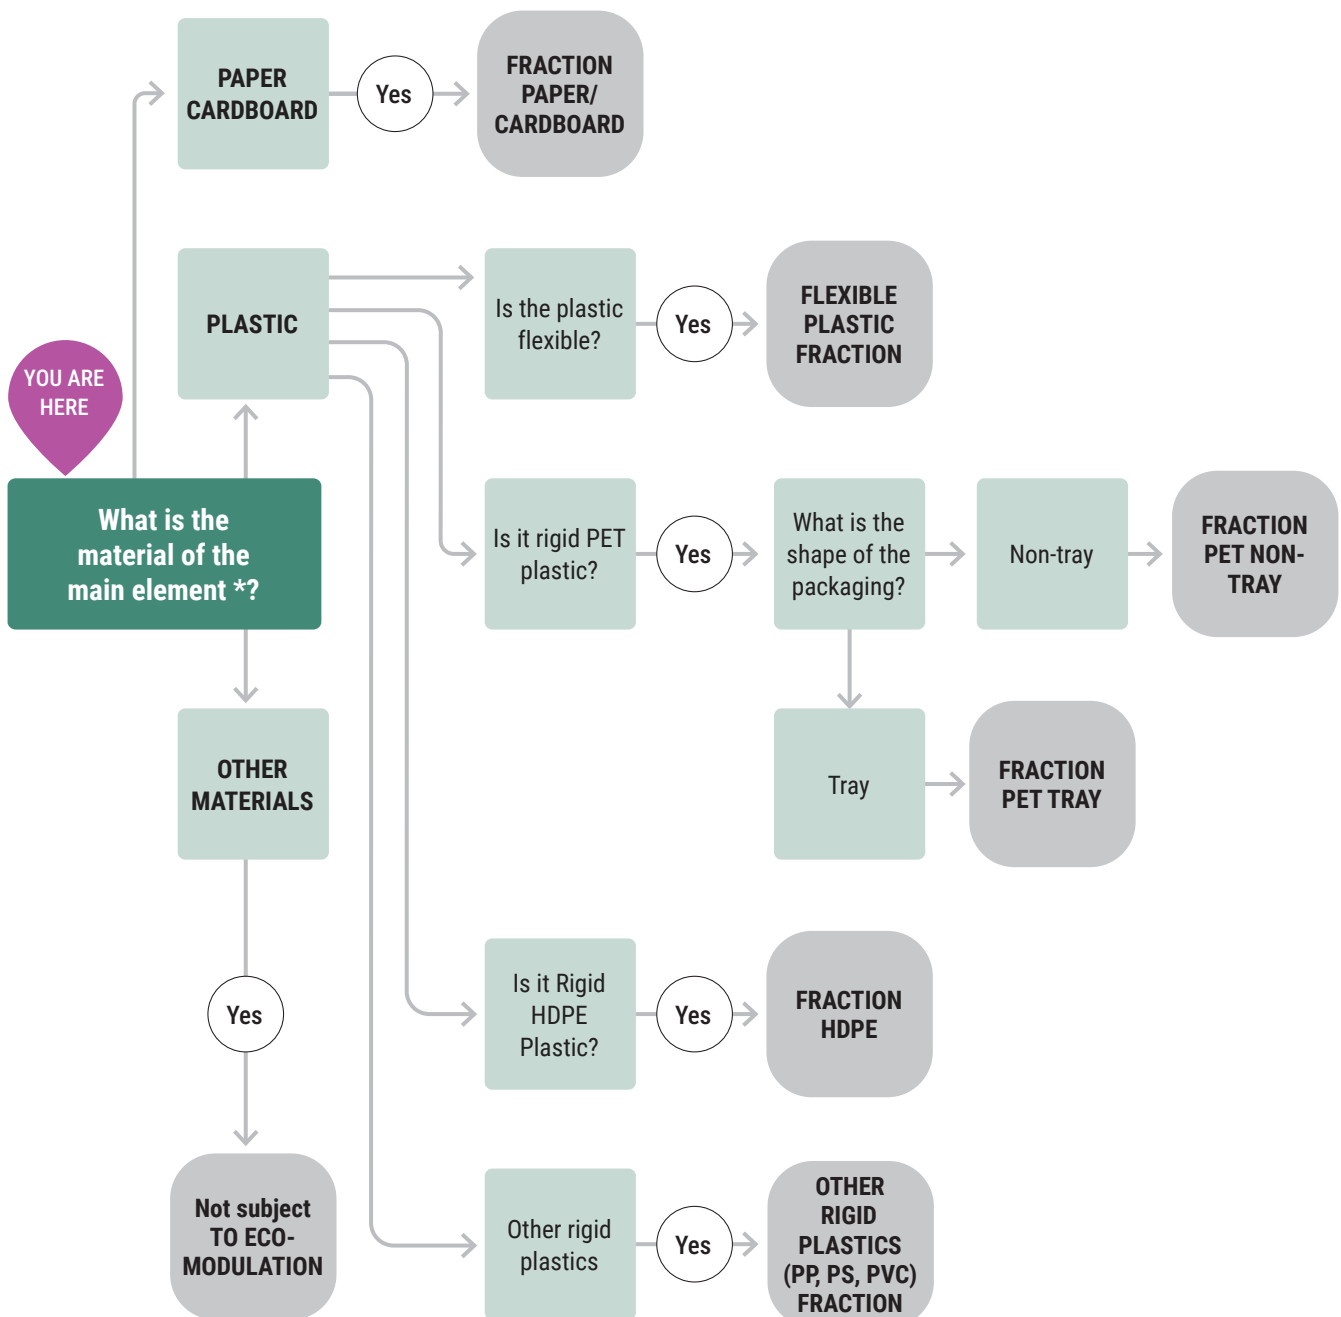 PAPER
CARDBOARD
Yes
FRACTION
PAPER/
CARDBOARD
PLASTIC
Is the plastic
flexible?
Yes
FLEXIBLE
PLASTIC
FRACTION
YOU ARE
HERE
What is the
material of the
main element *?
Is it rigid PET
plastic?
Yes
What is the
shape of the
packaging?
Non-tray
FRACTION
PET NON-
TRAY
OTHER
MATERIALS
Tray
FRACTION
PET TRAY
Yes
Is it Rigid
HDPE
Plastic?
Yes
FRACTION
HDPE
Not subject
TO ECO-
MODULATION
Other rigid
plastics
Yes
OTHER
RIGID
PLASTICS
(PP, PS, PVC)
FRACTION